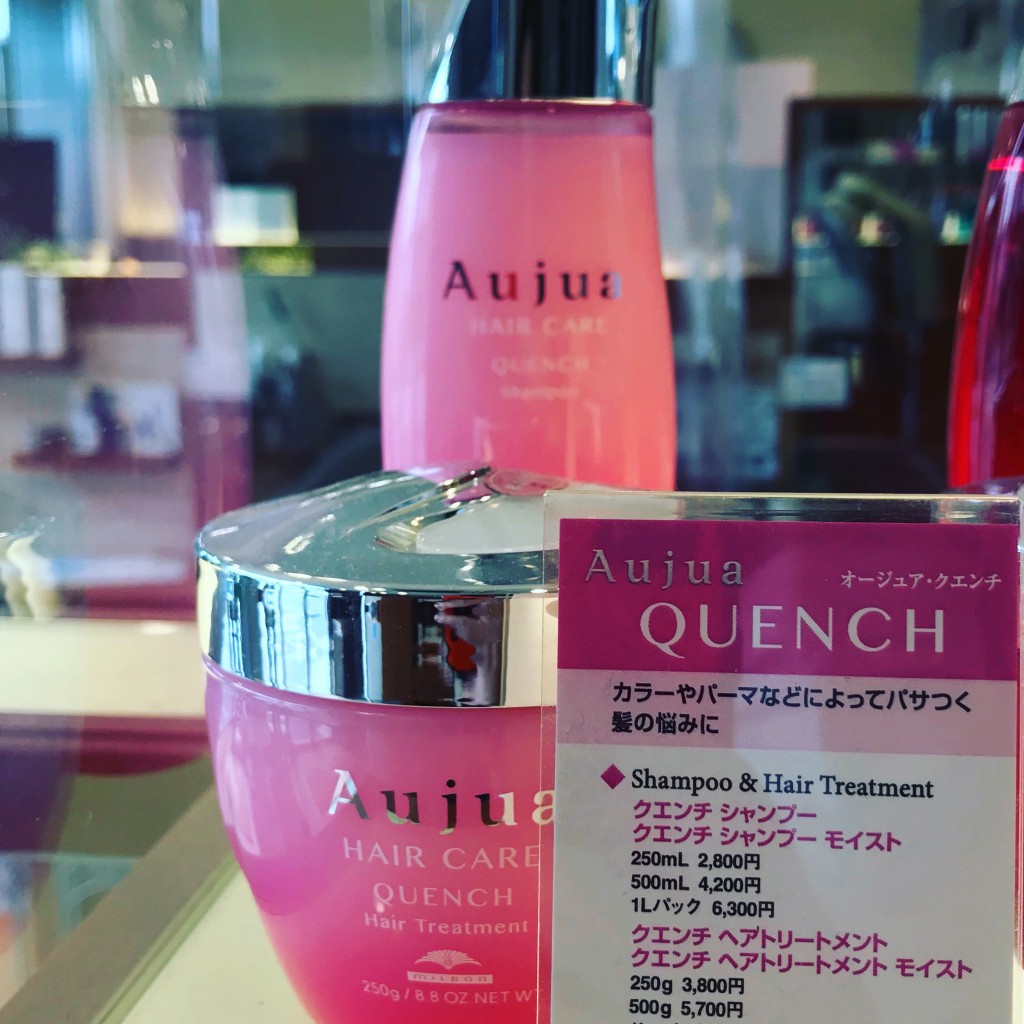 Aujua
HAIR CARE
QUENCH
Shampoo
Aujua
HAIR CARE
QUENCH
Hair Treatment
milbon
250g / 8.8 OZ.NET WT
Aujua
オージュア・クエンチ
QUENCH
カラーやパーマなどによってパサつく
髪の悩みに
Shampoo & Hair Treatment
クエンチ シャンプー
クエンチ シャンプー モイスト
250mL 2,800円
500mL 4,200円
1Lパック 6,300円
クエンチ ヘアトリートメント
クエンチ ヘアトリートメント モイスト
250g 3,800円
500g 5,700円